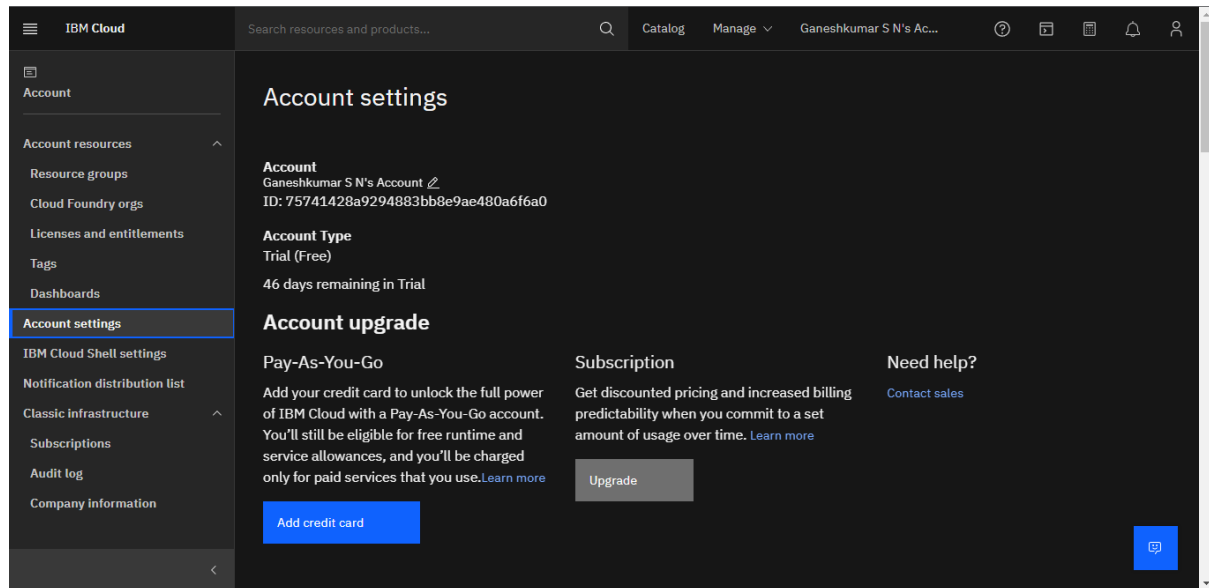 IBM Cloud
Search resources and products...
Catalog
Manage
Ganeshkumar S N's Ac...
Account
Account resources
Resource groups
Cloud Foundry orgs
Licenses and entitlements
Tags
Dashboards
Account settings
IBM Cloud Shell settings
Notification distribution list
Classic infrastructure
Subscriptions
Audit log
Company information
Account settings
Account
Ganeshkumar S N's Account
ID: 75741428a9294883bb8e9ae480a6f6a0
Account Type
Trial (Free)
46 days remaining in Trial
Account upgrade
Pay-As-You-Go
Add your credit card to unlock the full power
of IBM Cloud with a Pay-As-You-Go account.
You'll still be eligible for free runtime and
service allowances, and you'll be charged
only for paid services that you use.Learn more
Add credit card
Subscription
Get discounted pricing and increased billing
predictability when you commit to a set
amount of usage over time. Learn more
Upgrade
Need help?
Contact sales